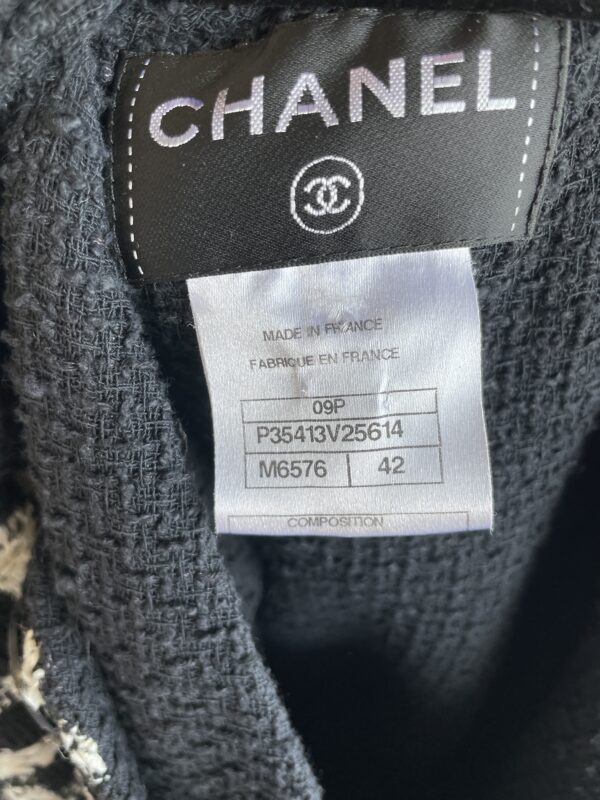 CHANEL
MADE IN FRANCE
FABRIQUE EN FRANCE
09P
P35413V25614
M6576 42
COMPOSITION